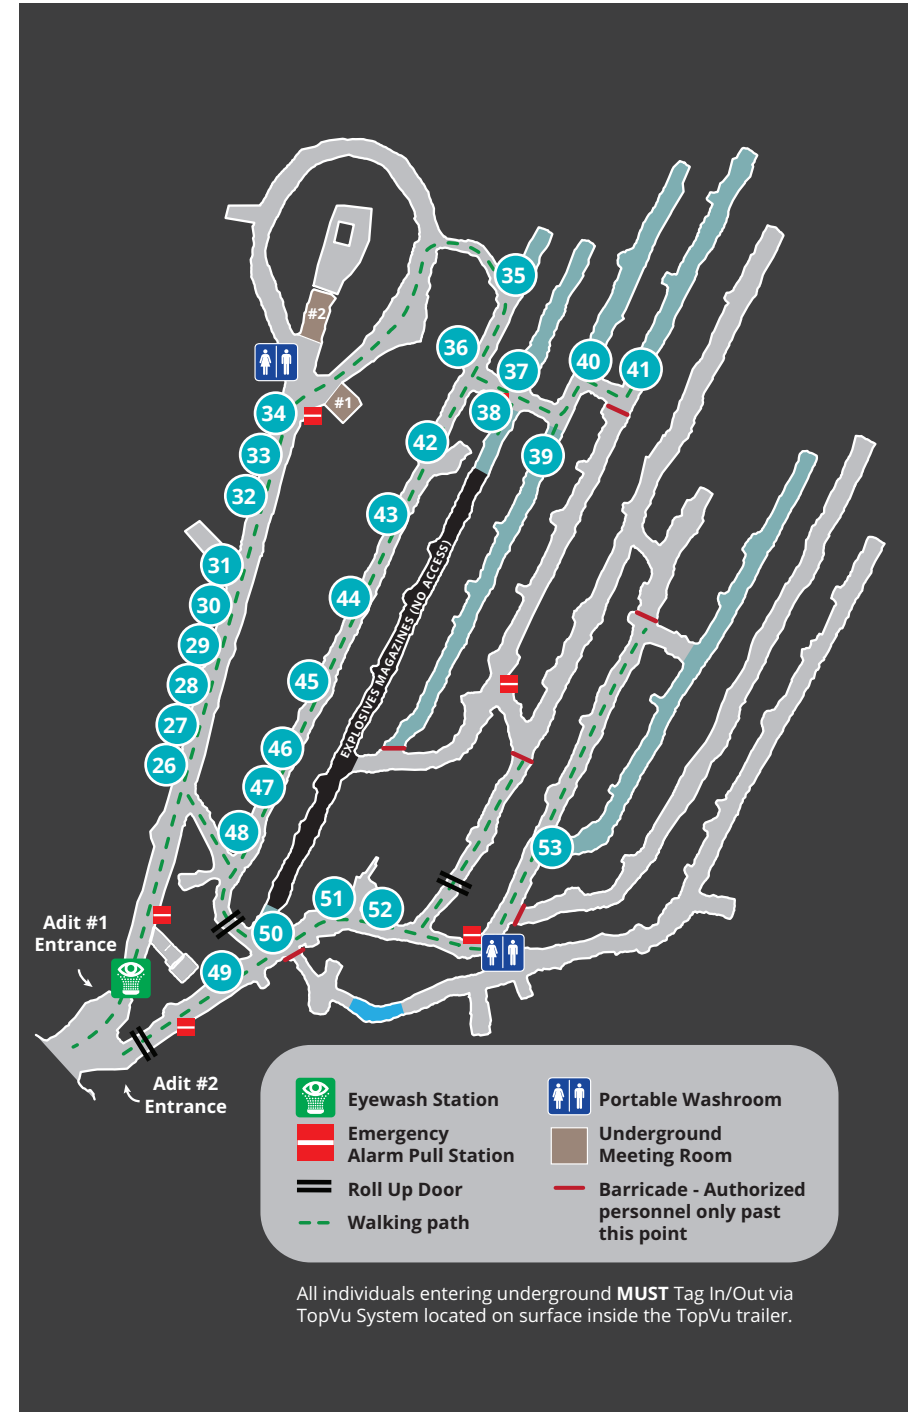 35
#2
36
37
40
41
#1
34
38
42
39
33
32
43
31
EXPLOSIVES MAGAZINES (NO ACCESS)
44
30
29
45
28
27
46
26
47
48
53
51
52
50
Adit #1
Entrance
49
Adit #2
Entrance
Eyewash Station
Portable Washroom
Emergency
Alarm Pull Station
Underground
Meeting Room
Roll Up Door
Barricade - Authorized
personnel only past
this point
Walking path
All individuals entering underground MUST Tag In/Out via
TopVu System located on surface inside the TopVu trailer.